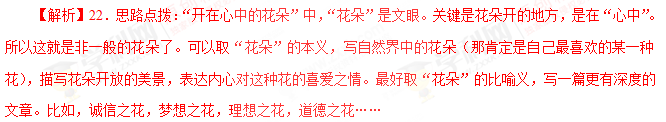 【解析】22．思路点拨：“开在心中的花朵”中，“花朵”是文眼。关键是花朵开的地方，是在“心中”。
所以这就是非一般的花朵了。可以取“花朵”的本义，写自然界中的花朵（那肯定是自己最喜欢的某一种
花），描写花朵开放的美景，表达内心对这种花的喜爱之情。最好取“花朵”的比喻义，写一篇更有深度的
文章。比如，诚信之花，梦想之花，理想之花，道德之花……